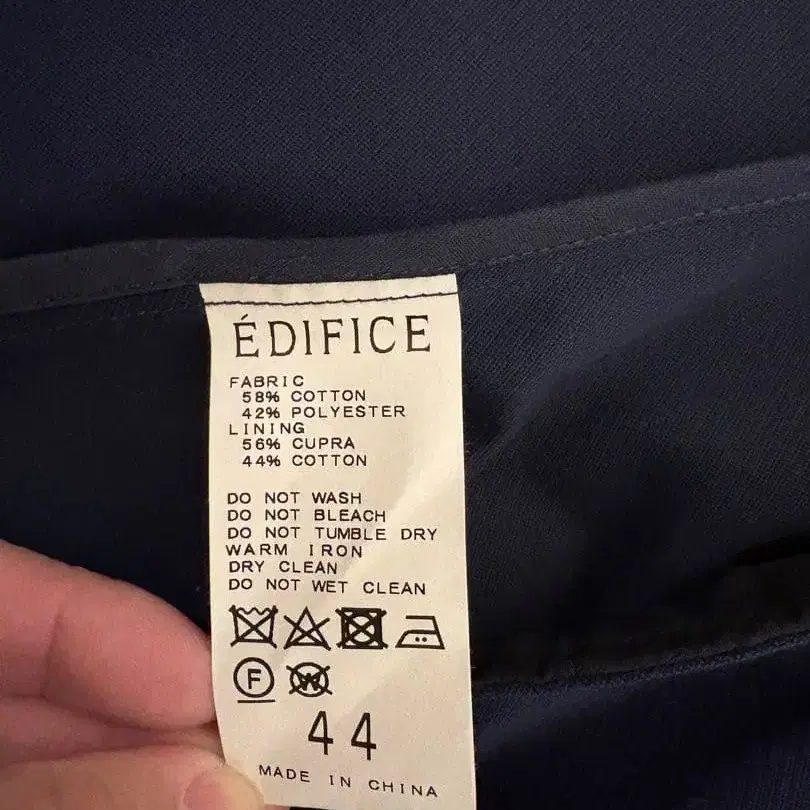 ÉDIFICE
FABRIC
58% COTTON
42% POLYESTER
LINING
56% CUPRA
44% COTTON
DO NOT WASH
DO NOT BLEACH
DO NOT TUMBLE DRY
WARM IRON
DRY CLEAN
DO NOT WET CLEAN
F W
44
MADE IN CHINA